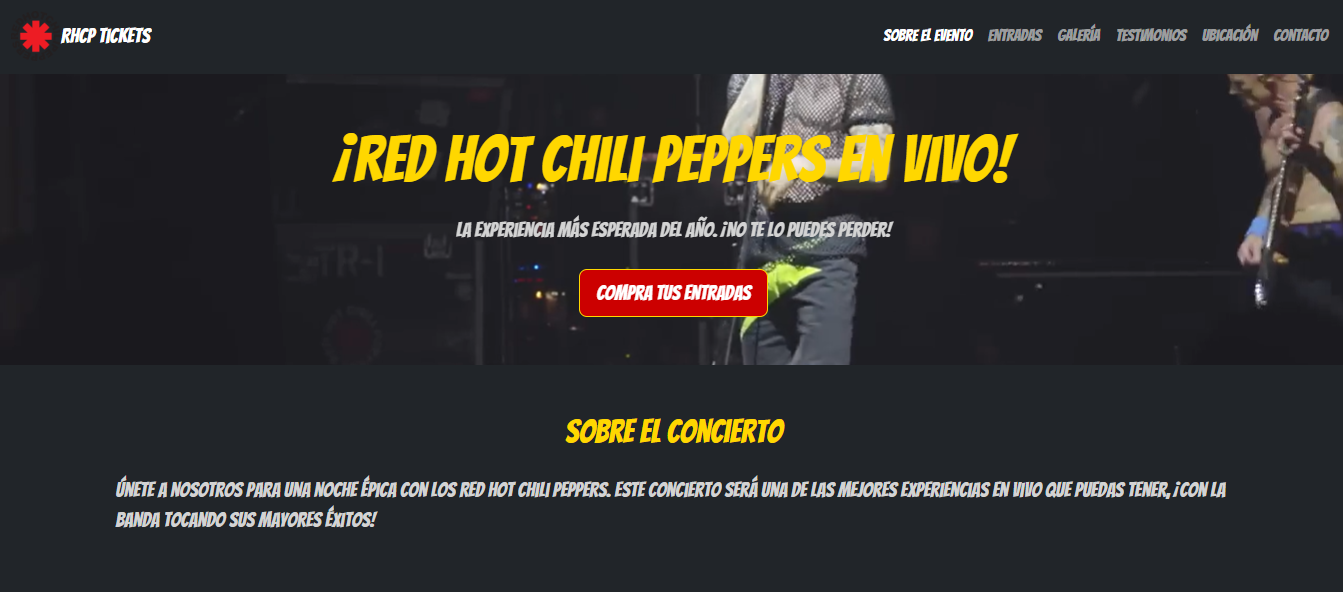 RHCP TICKETS
SOBRE EL EVENTO ENTRADAS GALERÍA TESTIMONIOS UBICACIÓN CONTACTO
¡RED HOT CHILI PEPPERS EN VIVO!
LA EXPERIENCIA MÁS ESPERADA DEL AÑO. ¡NO TE LO PUEDES PERDER!
COMPRA TUS ENTRADAS
SOBRE EL CONCIERTO
ÚNETE A NOSOTROS PARA UNA NOCHE ÉPICA CON LOS RED HOT CHILI PEPPERS. ESTE CONCIERTO SERÁ UNA DE LAS MEJORES EXPERIENCIAS EN VIVO QUE PUEDAS TENER, ¡CON LA
BANDA TOCANDO SUS MAYORES ÉXITOS!